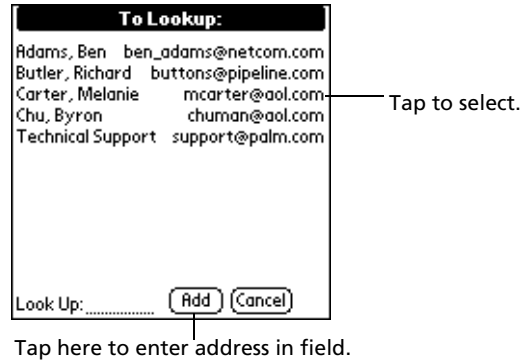 To Lookup:
Adams, Ben ben_adams@netcom.com
Butler, Richard buttons@pipeline.com
Carter, Melanie mcarter@aol.com
Tap to select.
Chu, Byron chuman@aol.com
Technical Support support@palm.com
Look Up: Add Cancel
Tap here to enter address in field.